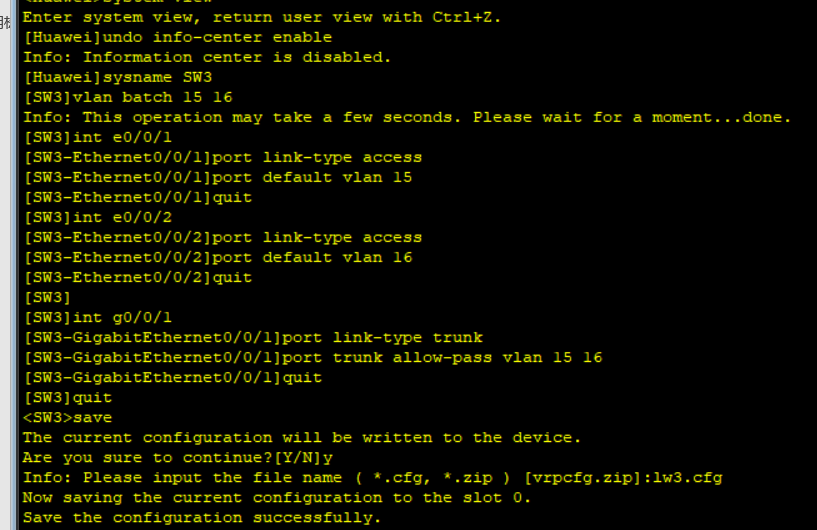 <Huawei>system-view
Enter system view, return user view with Ctrl+Z.
[Huawei]undo info-center enable
Info: Information center is disabled.
[Huawei]sysname SW3
[SW3]vlan batch 15 16
Info: This operation may take a few seconds. Please wait for a moment...done.
[SW3]int e0/0/1
[SW3-Ethernet0/0/1]port link-type access
[SW3-Ethernet0/0/1]port default vlan 15
[SW3-Ethernet0/0/1]quit
[SW3]int e0/0/2
[SW3-Ethernet0/0/2]port link-type access
[SW3-Ethernet0/0/2]port default vlan 16
[SW3-Ethernet0/0/2]quit
[SW3]
[SW3]int g0/0/1
[SW3-GigabitEthernet0/0/1]port link-type trunk
[SW3-GigabitEthernet0/0/1]port trunk allow-pass vlan 15 16
[SW3-GigabitEthernet0/0/1]quit
[SW3]quit
<SW3>save
The current configuration will be written to the device.
Are you sure to continue?[Y/N]y
Info: Please input the file name ( *.cfg, *.zip ) [vrpcfg.zip]:lw3.cfg
Now saving the current configuration to the slot 0.
Save the configuration successfully.